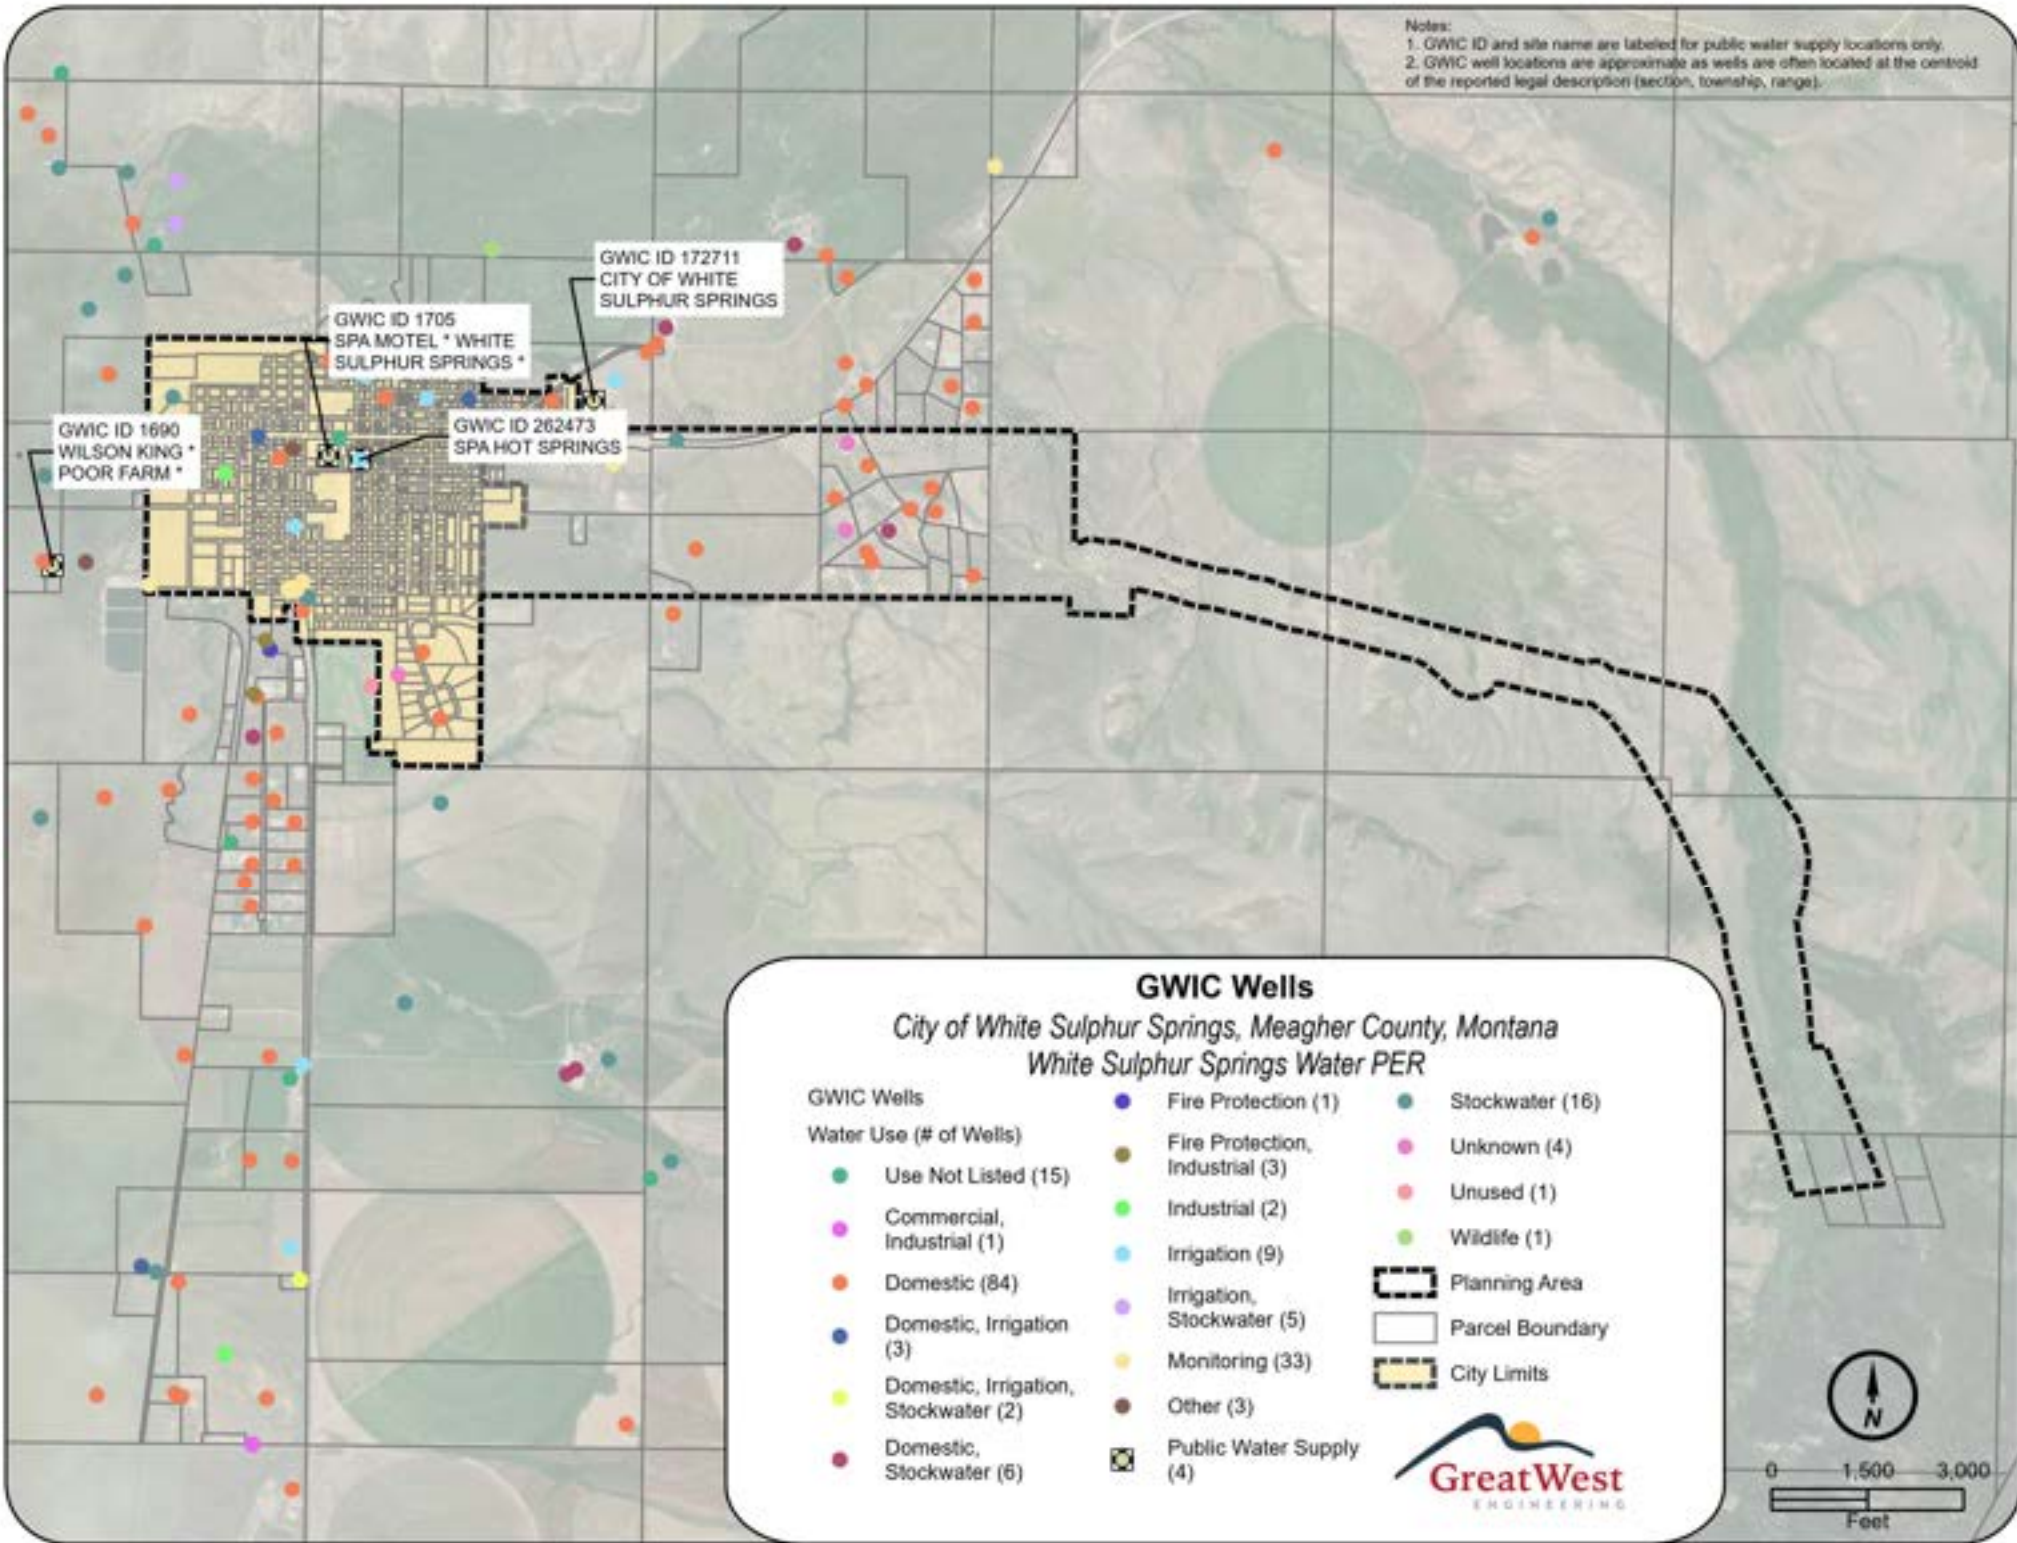 Notes:
1. GWIC ID and site name are labeled for public water supply locations only.
2. GWIC well locations are approximate as wells are often located at the centroid
of the reported legal description (section, township, range).
GWIC ID 172711
CITY OF WHITE
SULPHUR SPRINGS
GWIC ID 1705
SPA MOTEL * WHITE
SULPHUR SPRINGS *
GWIC ID 1690
WILSON KING *
POOR FARM *
GWIC ID 262473
SPA HOT SPRINGS
GWIC Wells
City of White Sulphur Springs, Meagher County, Montana
White Sulphur Springs Water PER
GWIC Wells
Water Use (# of Wells)
Use Not Listed (15)
Commercial,
Industrial (1)
Domestic (84)
Domestic, Irrigation
(3)
Domestic, Irrigation,
Stockwater (2)
Domestic,
Stockwater (6)
Fire Protection (1)
Fire Protection,
Industrial (3)
Industrial (2)
Irrigation (9)
Irrigation,
Stockwater (5)
Monitoring (33)
Other (3)
Public Water Supply
(4)
Stockwater (16)
Unknown (4)
Unused (1)
Wildlife (1)
Planning Area
Parcel Boundary
City Limits
GreatWest
ENGINEERING
N
0 1,500 3,000
Feet